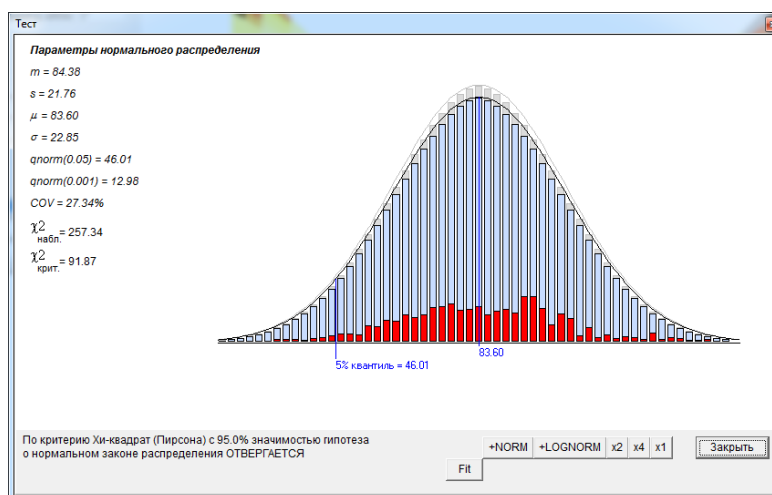 Тест
Параметры нормального распределения
m = 84.38
s = 21.76
μ = 83.60
σ = 22.85
qnorm(0.05) = 46.01
qnorm(0.001) = 12.98
COV = 27.34%
χ2 набл. = 257.34
χ2 крит. = 91.87
83.60
5% квантиль = 46.01
По критерию Хи-квадрат (Пирсона) с 95.0% значимостью гипотеза
о нормальном законе распределения ОТВЕРГАЕТСЯ
+NORM +LOGNORM x2 x4 x1 Закрыть
Fit